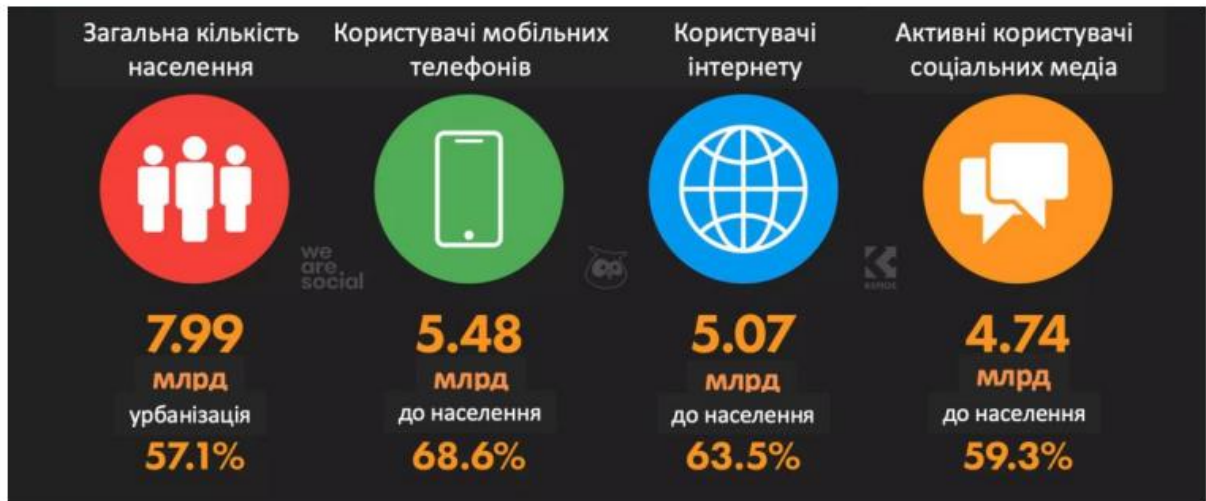 Загальна кількість
населення
Користувачі мобільних
телефонів
Користувачі
інтернету
Активні користувачі
соціальних медіа
we
are
social
7.99
млрд
урбанізація
57.1%
5.48
млрд
до населення
68.6%
5.07
млрд
до населення
63.5%
4.74
млрд
до населення
59.3%